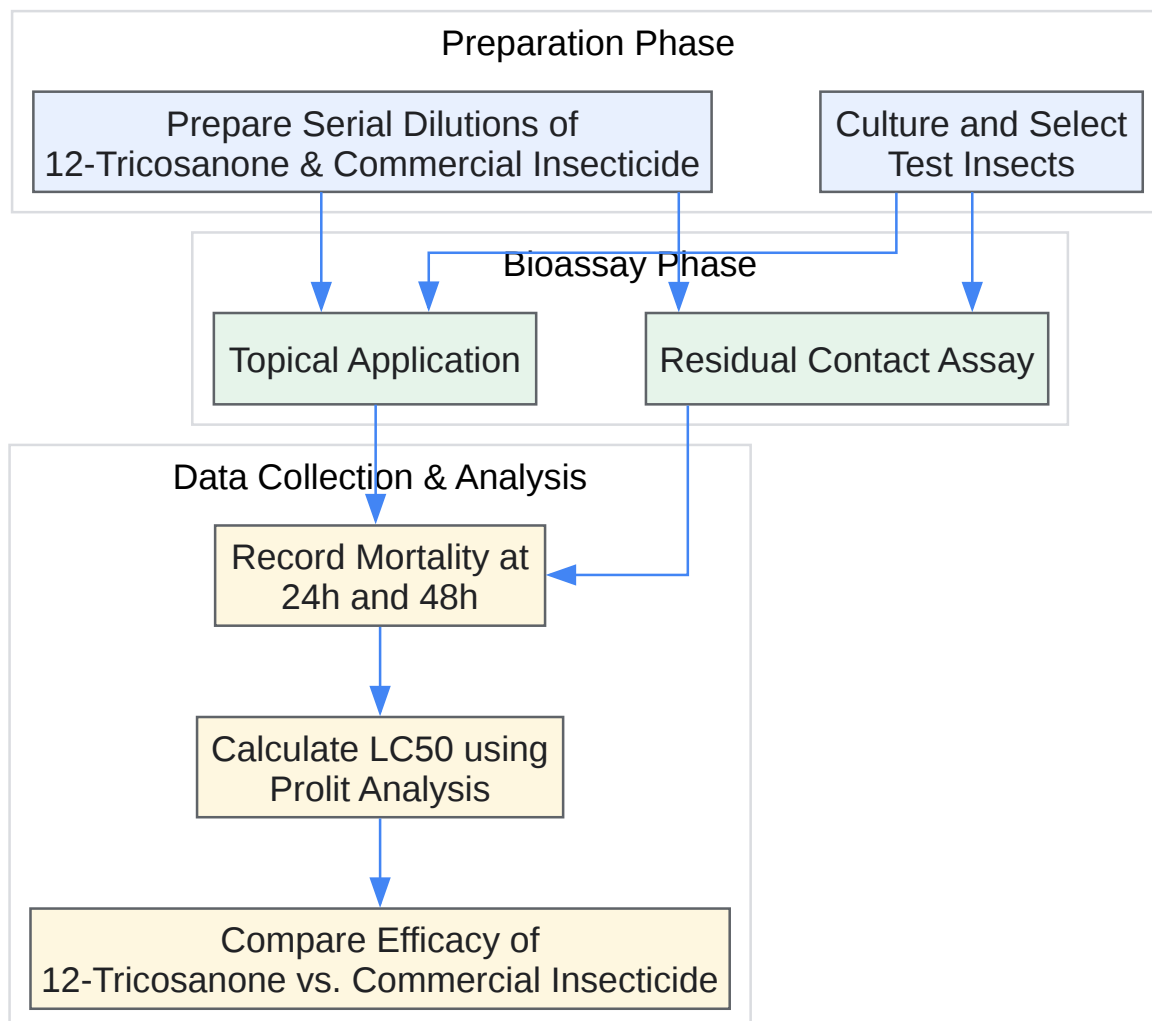 Preparation Phase
Prepare Serial Dilutions of
12-Tricosanone & Commercial Insecticide
Culture and Select
Test Insects
Bioassay Phase
Topical Application
Residual Contact Assay
Data Collection & Analysis
Record Mortality at
24h and 48h
Calculate LC50 using
Prolit Analysis
Compare Efficacy of
12-Tricosanone vs. Commercial Insecticide